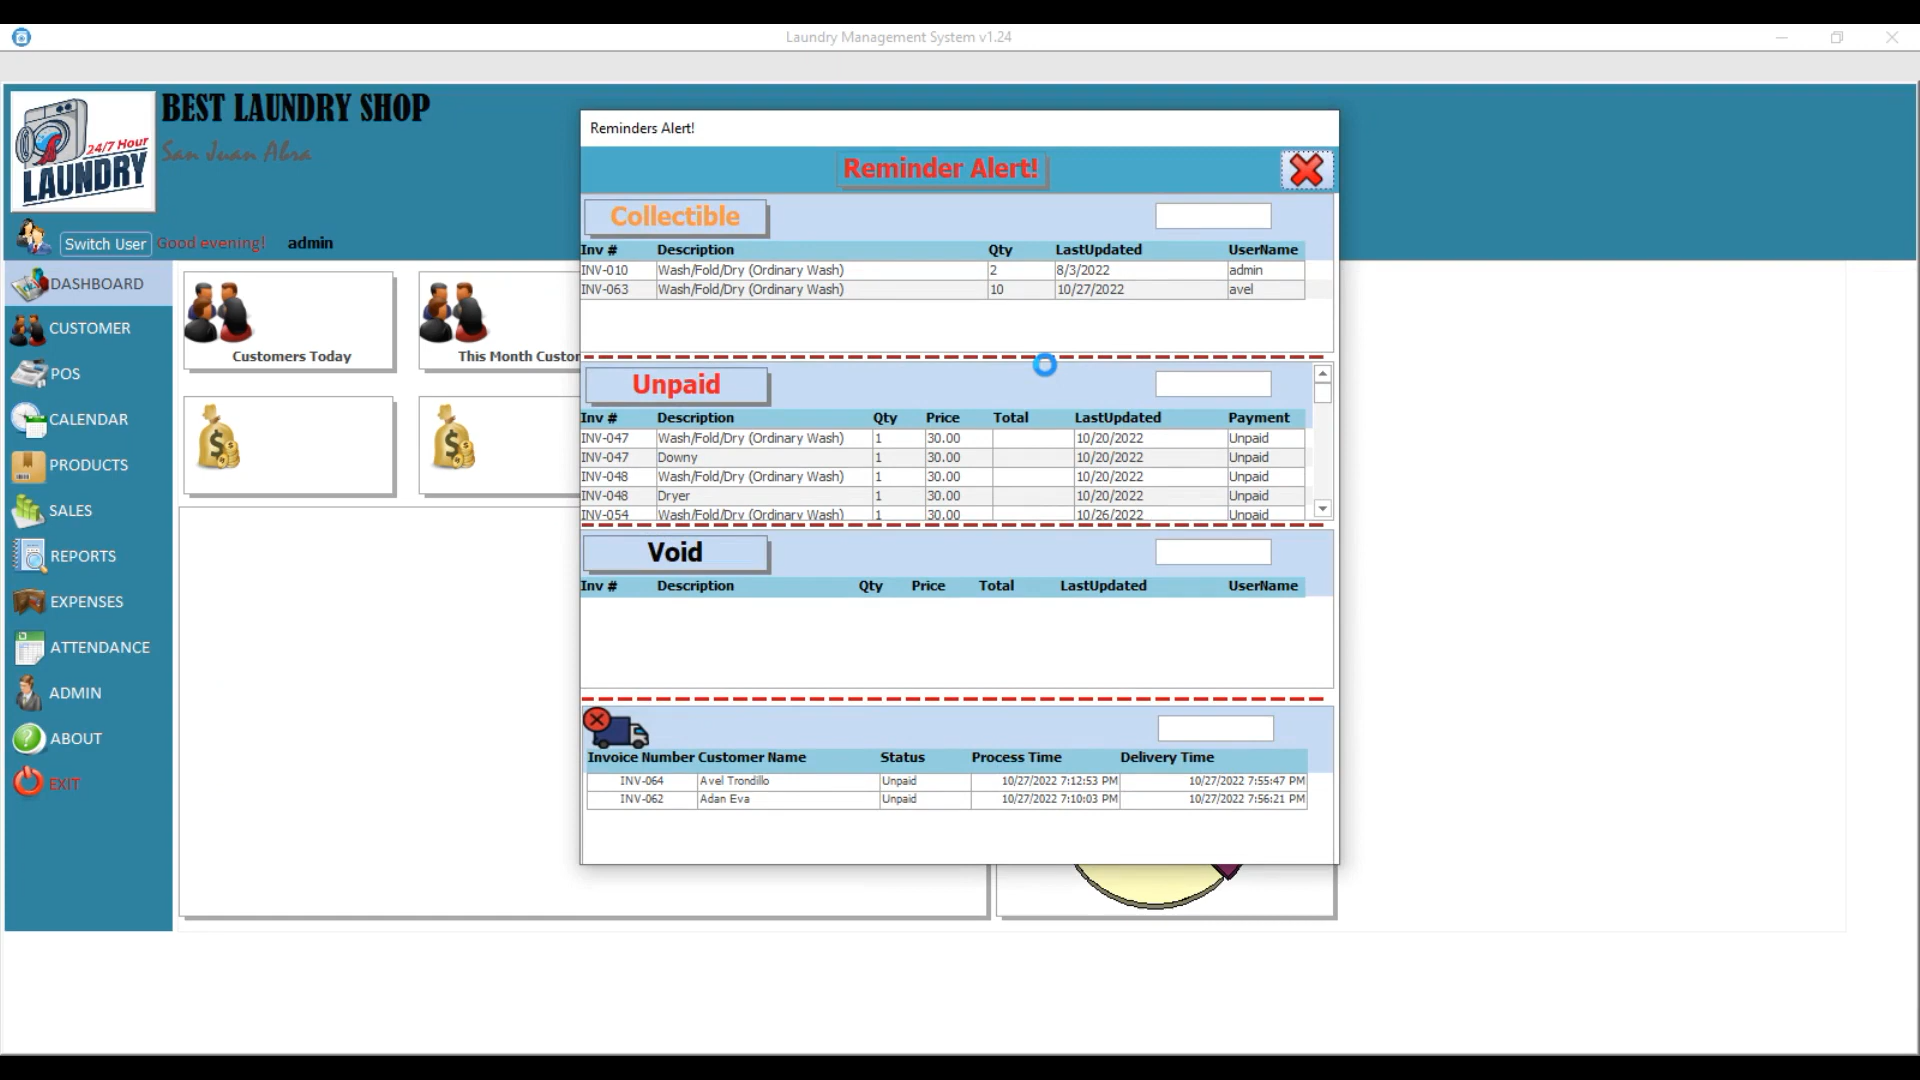 Laundry Management System v1.24
24/7 Hour
LAUNDRY
BEST LAUNDRY SHOP
San Juan Abra
Switch User Good evening! admin
DASHBOARD
CUSTOMER
POS
CALENDAR
PRODUCTS
SALES
REPORTS
EXPENSES
ATTENDANCE
ADMIN
ABOUT
EXIT
Customers Today
This Month Custo
Reminders Alert!
Reminder Alert!
Collectible
Inv # Description Qty LastUpdated UserName
INV-010 Wash/Fold/Dry (Ordinary Wash) 2 8/3/2022 admin
INV-063 Wash/Fold/Dry (Ordinary Wash) 10 10/27/2022 avel
Unpaid
Inv # Description Qty Price Total LastUpdated Payment
INV-047 Wash/Fold/Dry (Ordinary Wash) 1 30.00 10/20/2022 Unpaid
INV-047 Downy 1 30.00 10/20/2022 Unpaid
INV-048 Wash/Fold/Dry (Ordinary Wash) 1 30.00 10/20/2022 Unpaid
INV-048 Dryer 1 30.00 10/20/2022 Unpaid
INV-054 Wash/Fold/Dry (Ordinary Wash) 1 30.00 10/26/2022 Unpaid
Void
Inv # Description Qty Price Total LastUpdated UserName
Invoice Number Customer Name Status Process Time Delivery Time
INV-064 Avel Trondillo Unpaid 10/27/2022 7:12:53 PM 10/27/2022 7:55:47 PM
INV-062 Adan Eva Unpaid 10/27/2022 7:10:03 PM 10/27/2022 7:56:21 PM